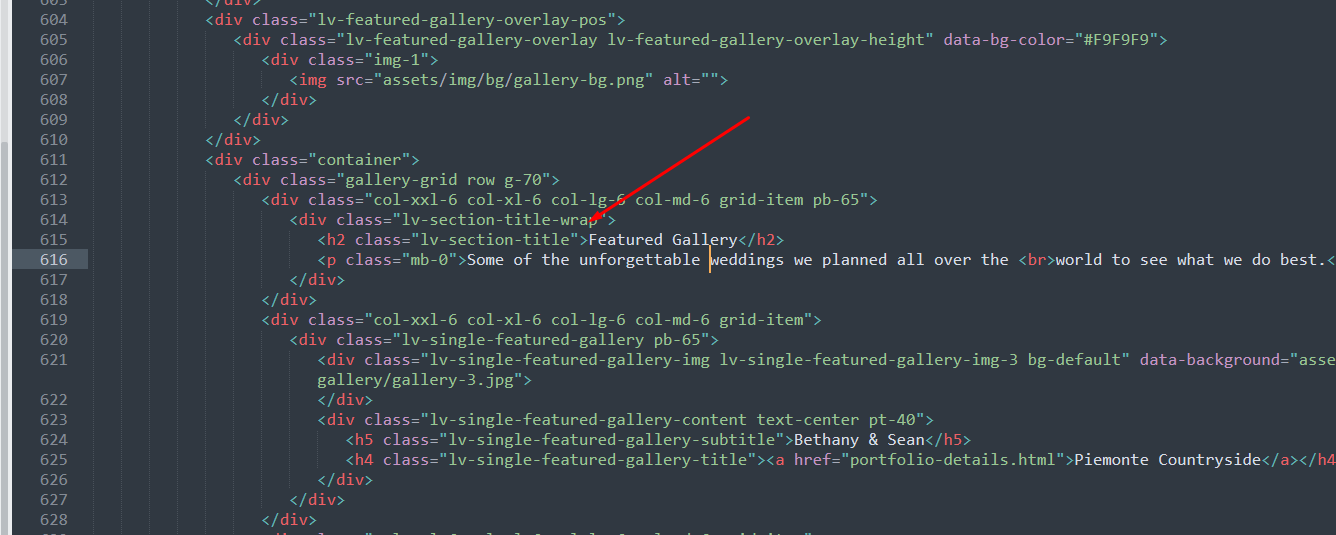 603 </div>
604 <div class="lv-featured-gallery-overlay-pos">
605 <div class="lv-featured-gallery-overlay lv-featured-gallery-overlay-height" data-bg-color="#F9F9F9">
606 <div class="img-1">
607 <img src="assets/img/bg/gallery-bg.png" alt="">
608 </div>
609 </div>
610 </div>
611 <div class="container">
612 <div class="gallery-grid row g-70">
613 <div class="col-xxl-6 col-xl-6 col-lg-6 col-md-6 grid-item pb-65">
614 <div class="lv-section-title-wrap">
615 <h2 class="lv-section-title">Featured Gallery</h2>
616 <p class="mb-0">Some of the unforgettable weddings we planned all over the <br>world to see what we do best.<
617 </div>
618 </div>
619 <div class="col-xxl-6 col-xl-6 col-lg-6 col-md-6 grid-item">
620 <div class="lv-single-featured-gallery pb-65">
621 <div class="lv-single-featured-gallery-img lv-single-featured-gallery-img-3 bg-default" data-background="asse
gallery/gallery-3.jpg">
622 </div>
623 <div class="lv-single-featured-gallery-content text-center pt-40">
624 <h5 class="lv-single-featured-gallery-subtitle">Bethany & Sean</h5>
625 <h4 class="lv-single-featured-gallery-title"><a href="portfolio-details.html">Piemonte Countryside</a></h4
626 </div>
627 </div>
628 </div>